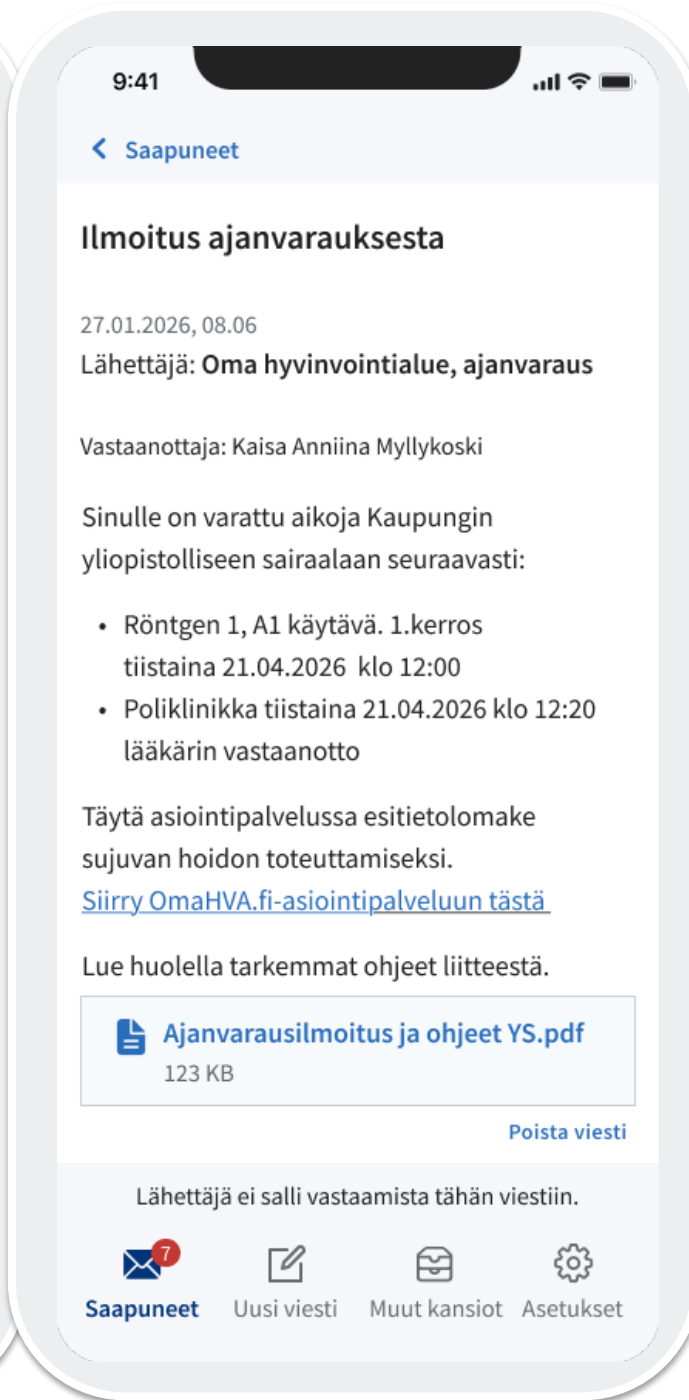 9:41
Saapuneet
Ilmoitus ajanvarauksesta
27.01.2026, 08.06
Lähettäjä: Oma hyvinvointialue, ajanvaraus
Vastaanottaja: Kaisa Anniina Myllykoski
Sinulle on varattu aikoja Kaupungin
yliopistolliseen sairaalaan seuraavasti:
• Röntgen 1, A1 käytävä. 1.kerros
tiistaina 21.04.2026 klo 12:00
• Poliklinikka tiistaina 21.04.2026 klo 12:20
lääkärin vastaanotto
Täytä asiointipalvelussa esitietolomake
sujuvan hoidon toteuttamiseksi.
Siirry OmaHVA.fi-asiointipalveluun tästä
Lue huolella tarkemmat ohjeet liitteestä.
Ajanvarausilmoitus ja ohjeet YS.pdf
123 KB
Poista viesti
Lähettäjä ei salli vastaamista tähän viestiin.
7
Saapuneet Uusi viesti Muut kansiot Asetukset